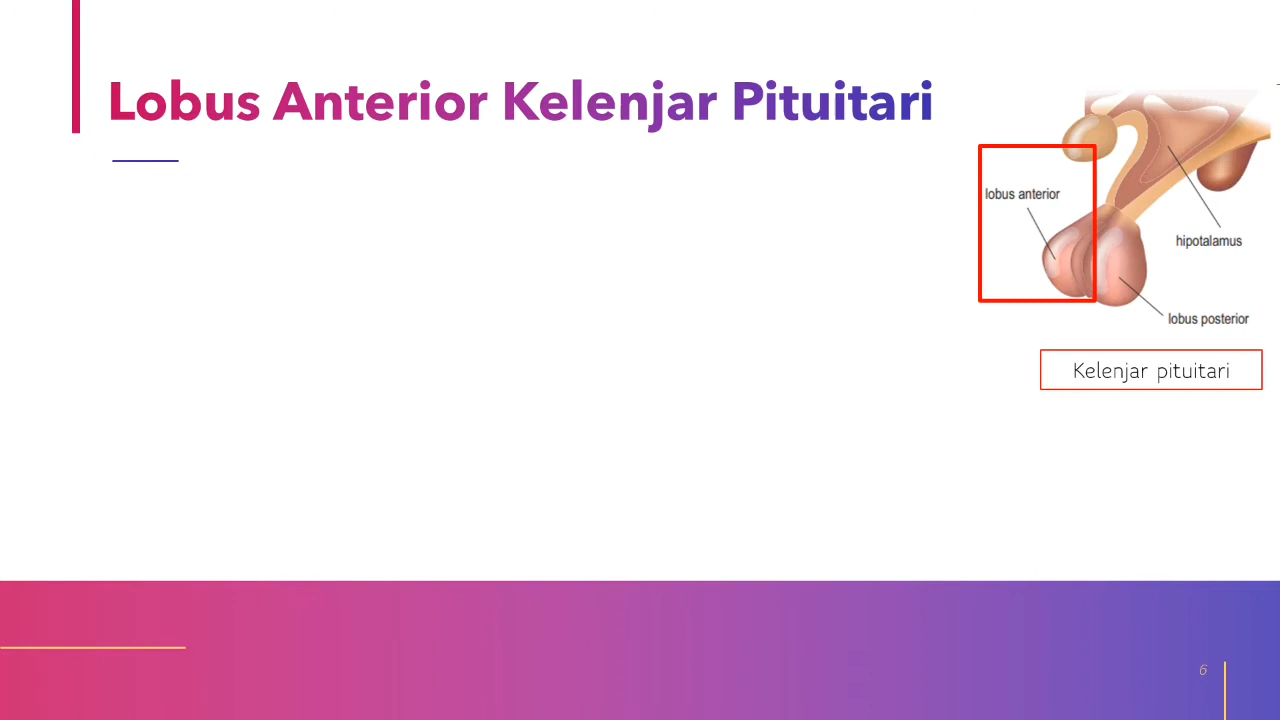 Lobus Anterior Kelenjar Pituitari
lobus anterior
hipotalamus
lobus posterior
Kelenjar pituitari
6